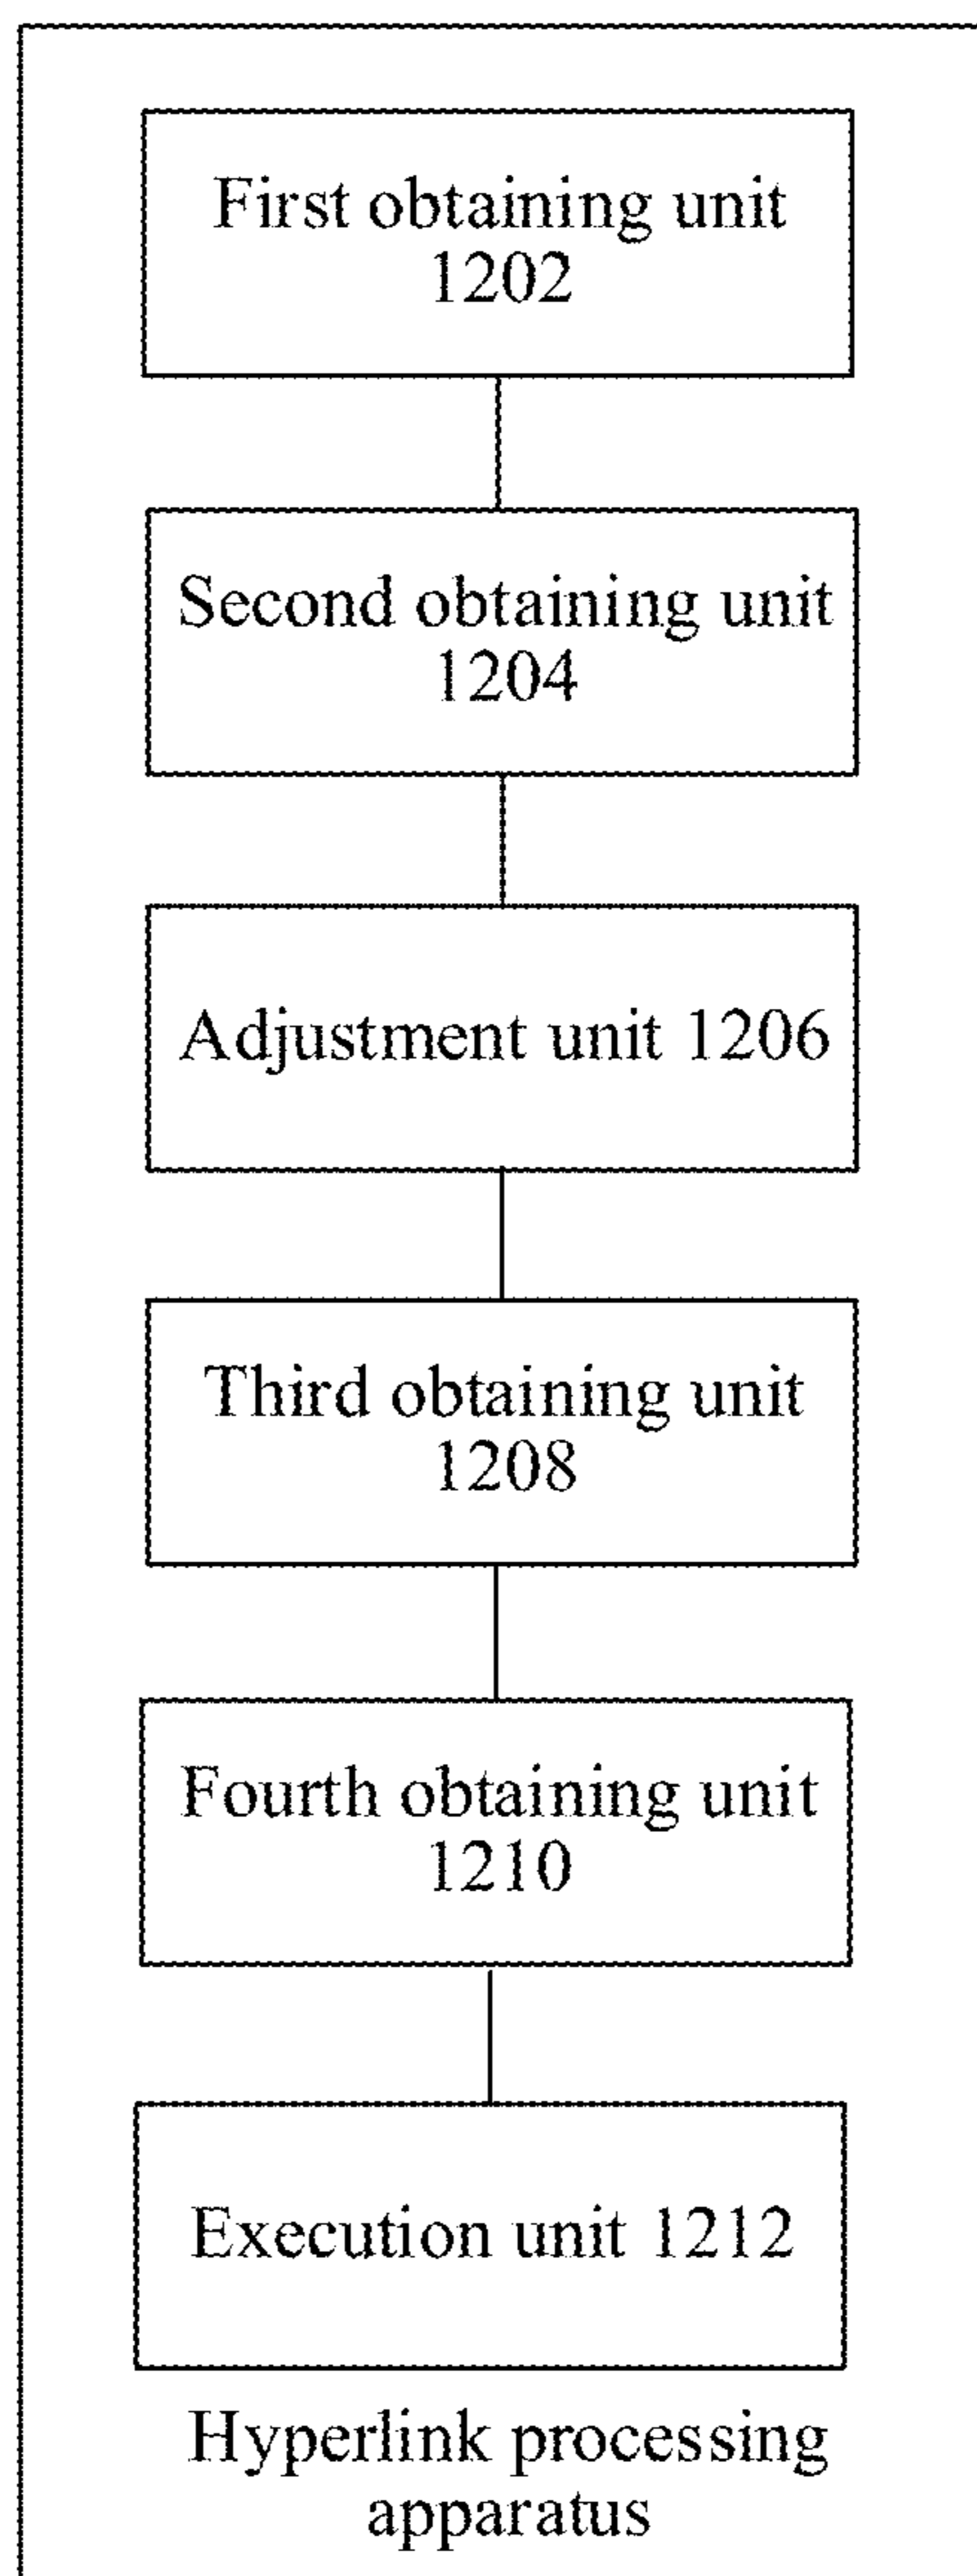 First obtaining unit
1202
Second obtaining unit
1204
Adjustment unit 1206
Third obtaining unit
1208
Fourth obtaining unit
1210
Execution unit 1212
Hyperlink processing
apparatus